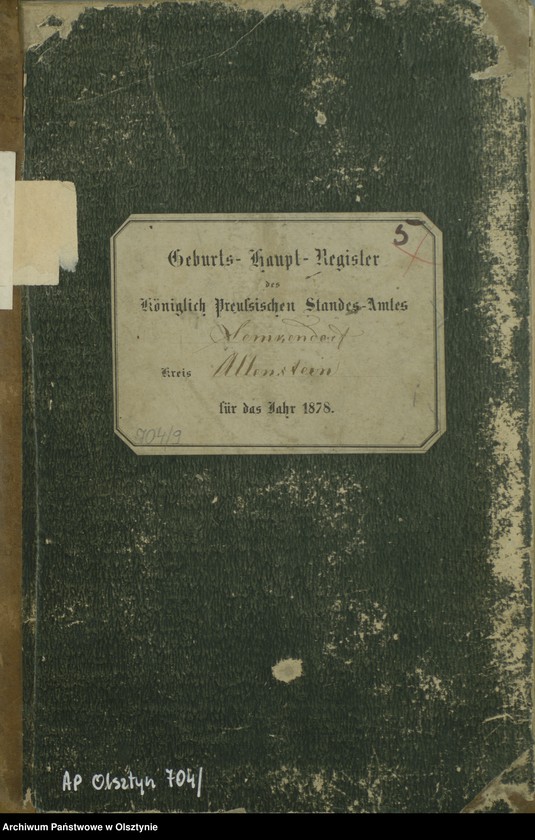 5
Geburts-Haupt-Register
des
Königlich Preußischen Standes-Amtes
Kreis Allenstein
für das Jahr 1878.
704/9
AP Olsztyn 704/
Archiwum Państwowe w Olsztynie